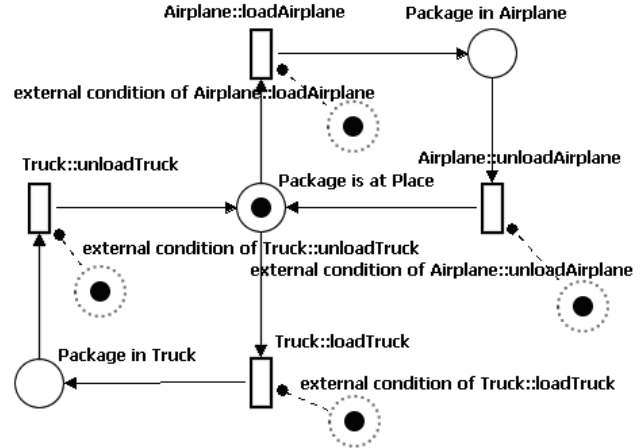 Airplane::loadAirplane
Package in Airplane
external condition of Airplane::loadAirplane
Airplane::unloadAirplane
Truck::unloadTruck
Package is at Place
external condition of Truck::unloadTruck
external condition of Airplane::unloadAirplane
Truck::loadTruck
Package in Truck
external condition of Truck::loadTruck